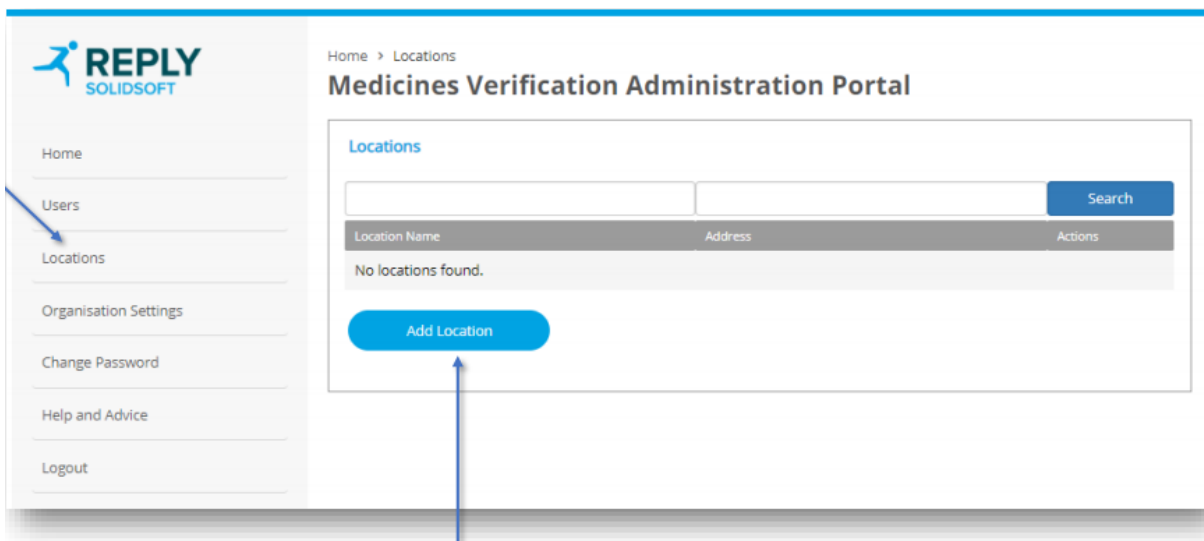 REPLY
SOLIDSOFT
Home
Users
Locations
Organisation Settings
Change Password
Help and Advice
Logout
Home > Locations
Medicines Verification Administration Portal
Locations
Search
Location Name Address Actions
No locations found.
Add Location